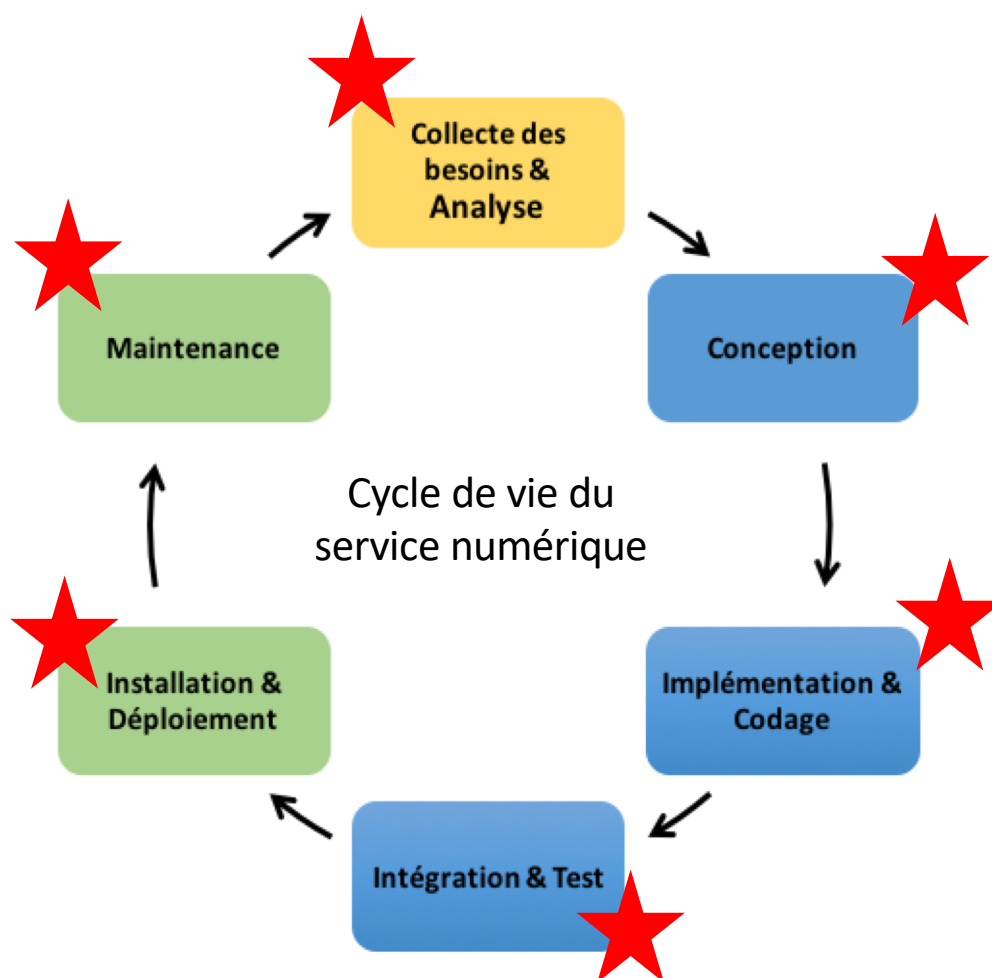 Collecte des
besoins &
Analyse
Conception
Maintenance
Cycle de vie du
service numérique
Implémentation &
Codage
Installation &
Déploiement
Intégration & Test